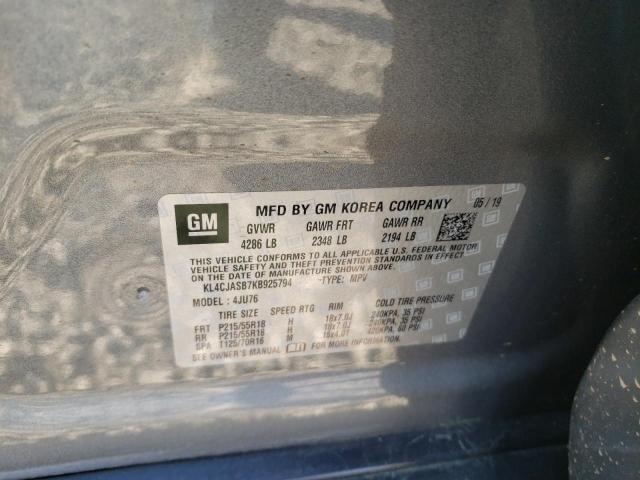 GM
MFD BY GM KOREA COMPANY 05/19
GVWR GAWR FRT GAWR RR
4286 LB 2348 LB 2194 LB
THIS VEHICLE CONFORMS TO ALL APPLICABLE U.S. FEDERAL MOTOR
VEHICLE SAFETY, BUMPER, AND THEFT PREVENTION STANDARDS IN EFFECT
ON THE DATE OF MANUFACTURE SHOWN ABOVE.
KL4CJASB7KB925794 -TYPE: MPV
MODEL: 4JU76
TIRE SIZE SPEED RTG RIM COLD TIRE PRESSURE
FRT P215/55R18 H 18x7.0J 240KPA, 35 PSI
RR P215/55R18 H 18x7.0J 240KPA, 35 PSI
SPA T125/70R16 M 16x4.0T 420KPA, 60 PSI
SEE OWNER'S MANUAL FOR MORE INFORMATION.